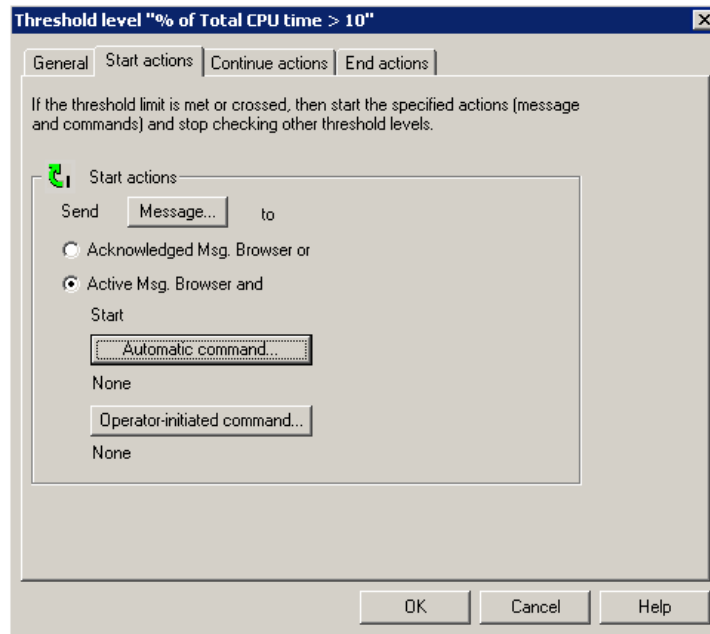 Threshold level "% of Total CPU time > 10"
General Start actions Continue actions End actions
If the threshold limit is met or crossed, then start the specified actions (message
and commands) and stop checking other threshold levels.
Start actions
Send Message... to
Acknowledged Msg. Browser or
Active Msg. Browser and
Start
Automatic command...
None
Operator-initiated command...
None
OK Cancel Help